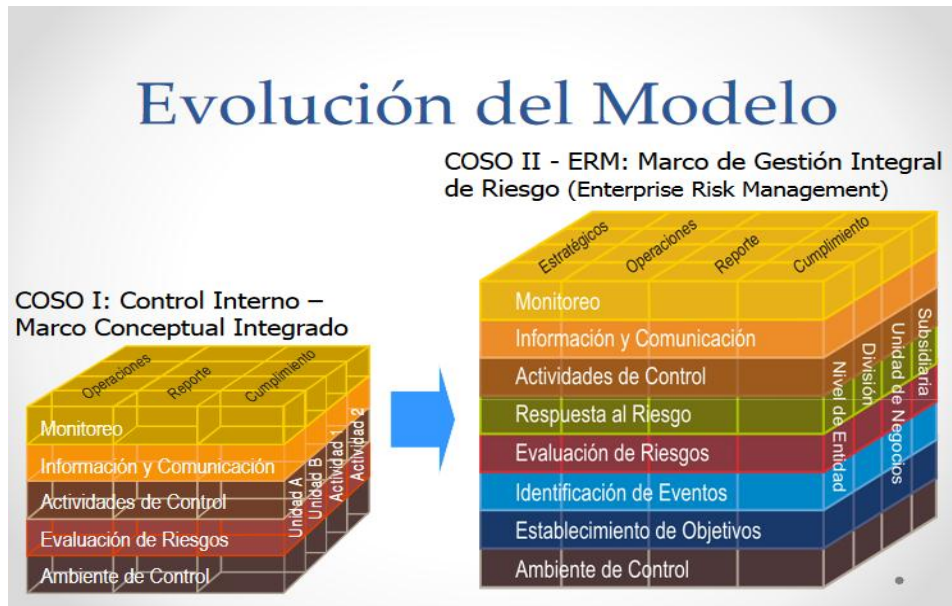 Evolución del Modelo
COSO II - ERM: Marco de Gestión Integral
de Riesgo (Enterprise Risk Management)
COSO I: Control Interno –
Marco Conceptual Integrado
Operaciones
Reporte
Cumplimiento
Monitoreo
Información y Comunicación
Actividades de Control
Evaluación de Riesgos
Ambiente de Control
Unidad A
Unidad B
Actividad 1
Actividad 2
Estratégicos
Operaciones
Reporte
Cumplimiento
Monitoreo
Información y Comunicación
Actividades de Control
Respuesta al Riesgo
Evaluación de Riesgos
Identificación de Eventos
Establecimiento de Objetivos
Ambiente de Control
Nivel de Entidad
División
Unidad de Negocios
Subsidiaria